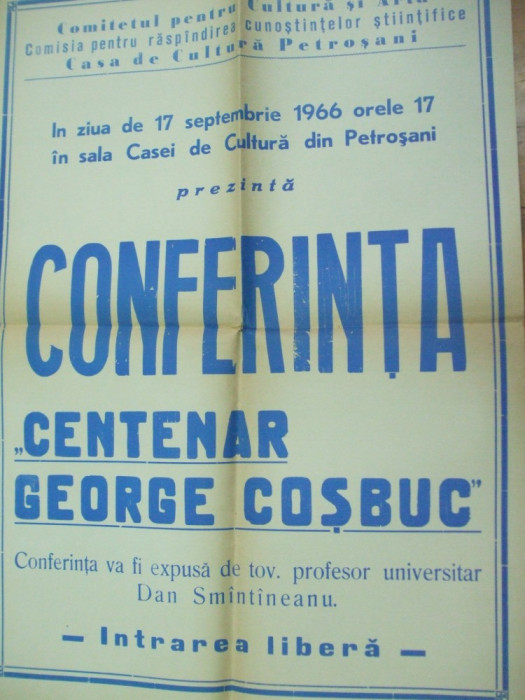 Comitetul pentru Cultură și Artă
Comisia pentru răspîndirea cunoștințelor științifice
Casa de Cultură Petroșani
In ziua de 17 septembrie 1966 orele 17
în sala Casei de Cultură din Petroșani
prezintă
CONFERINȚA
„CENTENAR
GEORGE COȘBUC”
Conferința va fi expusă de tov. profesor universitar
Dan Smîntîneanu.
— Intrarea liberă —